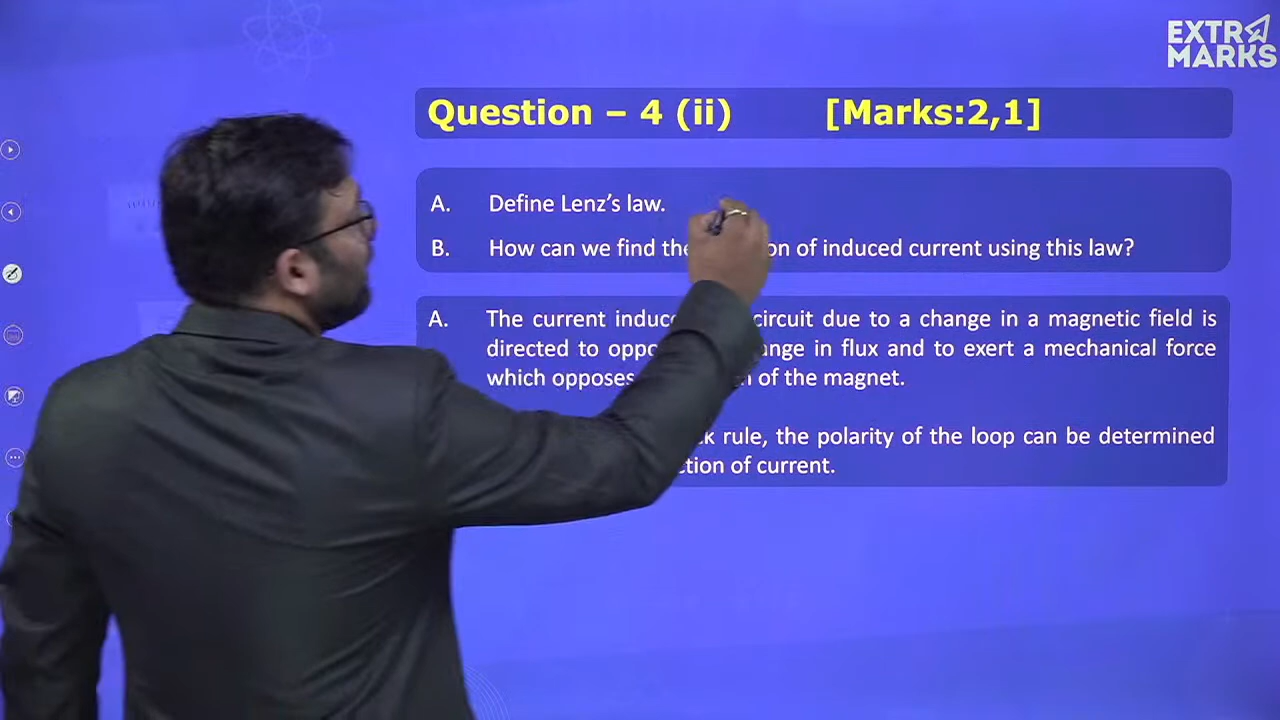 EXTRA
MARKS
Question – 4 (ii) [Marks:2,1]
A. Define Lenz's law.
B. How can we find the on of induced current using this law?
A. The current induc circuit due to a change in a magnetic field is
directed to oppo ange in flux and to exert a mechanical force
which opposes of the magnet.
rule, the polarity of the loop can be determined
ction of current.